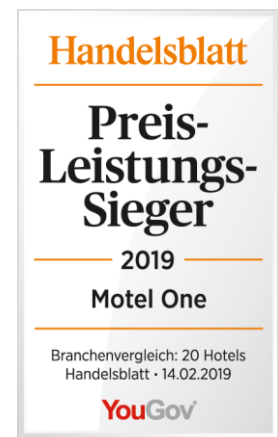 Handelsblatt
Preis-
Leistungs-
Sieger
2019
Motel One
Branchenvergleich: 20 Hotels
Handelsblatt • 14.02.2019
YouGov